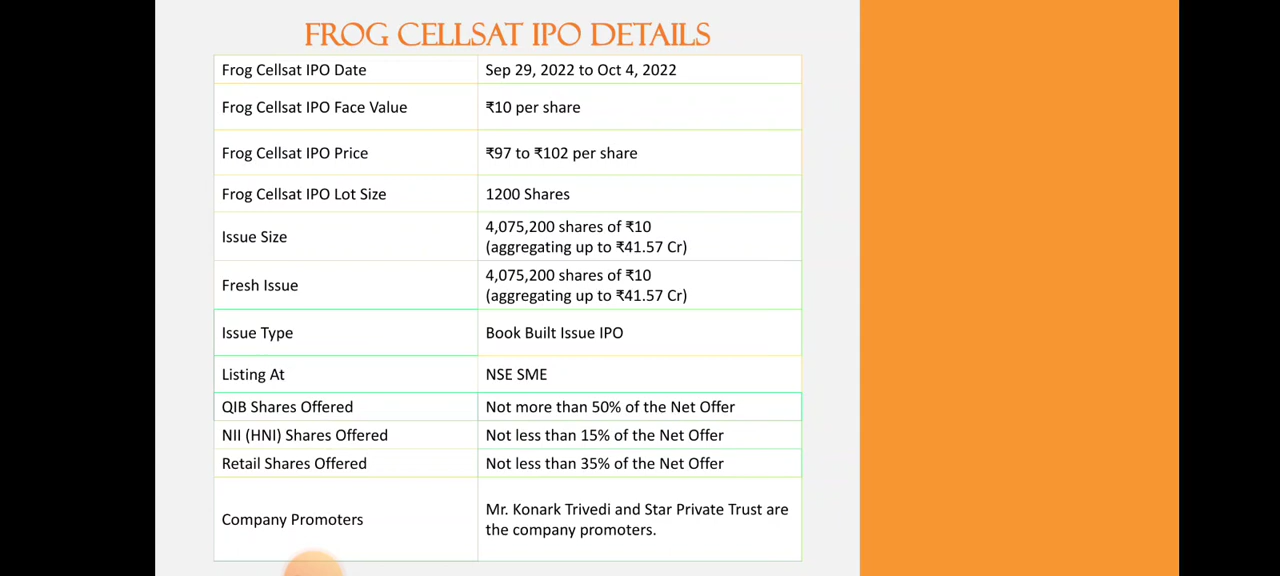 FROG CELLSAT IPO DETAILS
Frog Cellsat IPO Date Sep 29, 2022 to Oct 4, 2022
Frog Cellsat IPO Face Value ₹10 per share
Frog Cellsat IPO Price ₹97 to ₹102 per share
Frog Cellsat IPO Lot Size 1200 Shares
Issue Size 4,075,200 shares of ₹10
(aggregating up to ₹41.57 Cr)
Fresh Issue 4,075,200 shares of ₹10
(aggregating up to ₹41.57 Cr)
Issue Type Book Built Issue IPO
Listing At NSE SME
QIB Shares Offered Not more than 50% of the Net Offer
NII (HNI) Shares Offered Not less than 15% of the Net Offer
Retail Shares Offered Not less than 35% of the Net Offer
Company Promoters Mr. Konark Trivedi and Star Private Trust are
the company promoters.